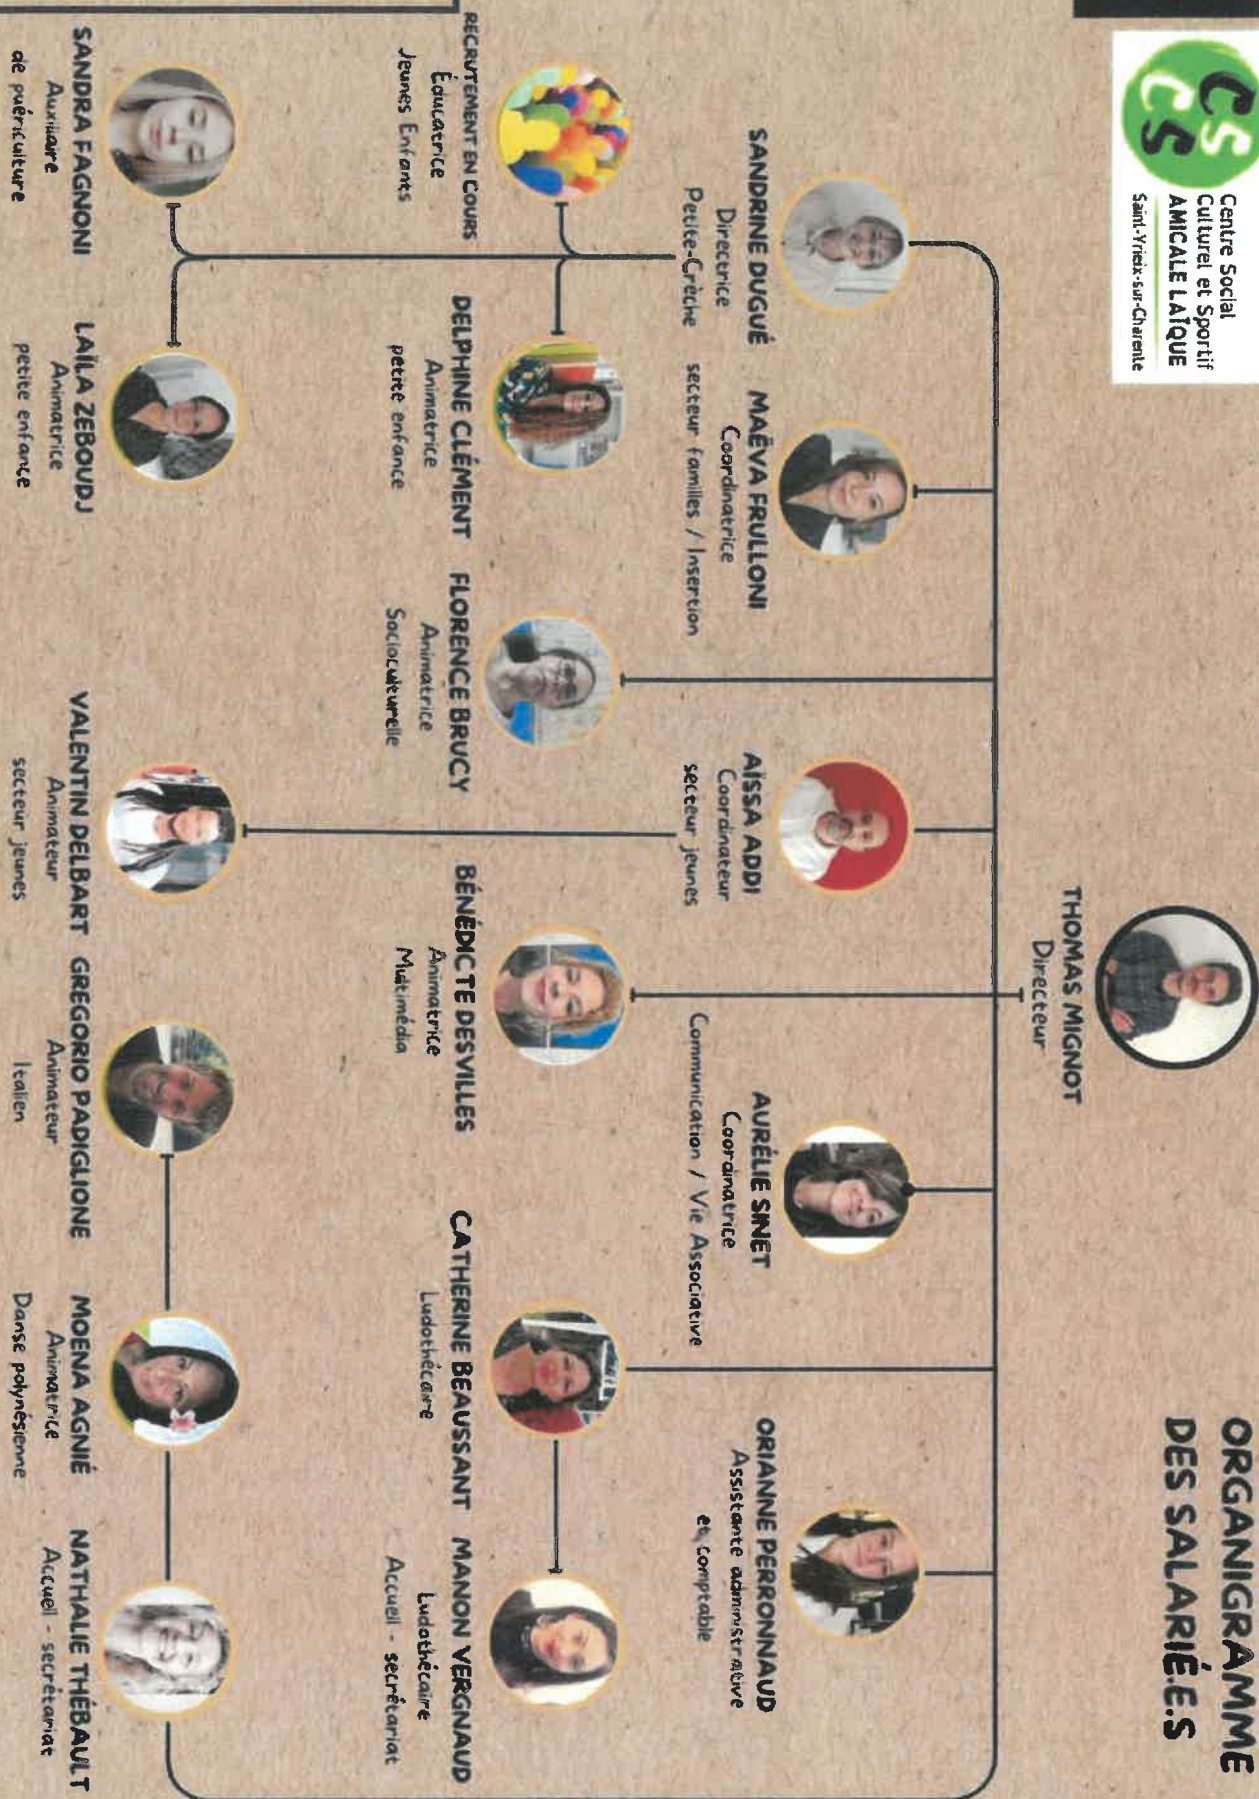 CS
CS
Centre Social
Culturel et Sportif
AMICALE LAÏQUE
Saint-Yrieix-sur-Charente
ORGANIGRAMME
DES SALARIÉ.E.S
THOMAS MIGNOT
Directeur
SANDRINE DUGUÉ
Directrice
Petite-Crèche
MAËVA FRULLONI
Coordinatrice
secteur familles / Insertion
AÏSSA ADDI
Coordinateur
secteur jeunes
AURÉLIE SINET
Coordinatrice
Communication / Vie Associative
ORIANNE PERRONNAUD
Assistante administrative
et comptable
RECRUTEMENT EN COURS
Éducatrice
Jeunes Enfants
DELPHINE CLÉMENT
Animatrice
petite enfance
FLORENCE BRUCY
Animatrice
Socioculturelle
BÉNÉDICTE DESVILLES
Animatrice
Multimédia
CATHERINE BEAUSSANT
Ludothécaire
MANON VERGNAUD
Ludothécaire
Accueil - secrétariat
SANDRA FAGNONI
Auxiliaire
de puériculture
LAÏLA ZEBOUDJ
Animatrice
petite enfance
VALENTIN DELBART
Animateur
secteur jeunes
GREGORIO PADIGLIONE
Animateur
Italien
MOENA AGNIÉ
Animatrice
Danse polynésienne
NATHALIE THÉBAULT
Accueil - secrétariat